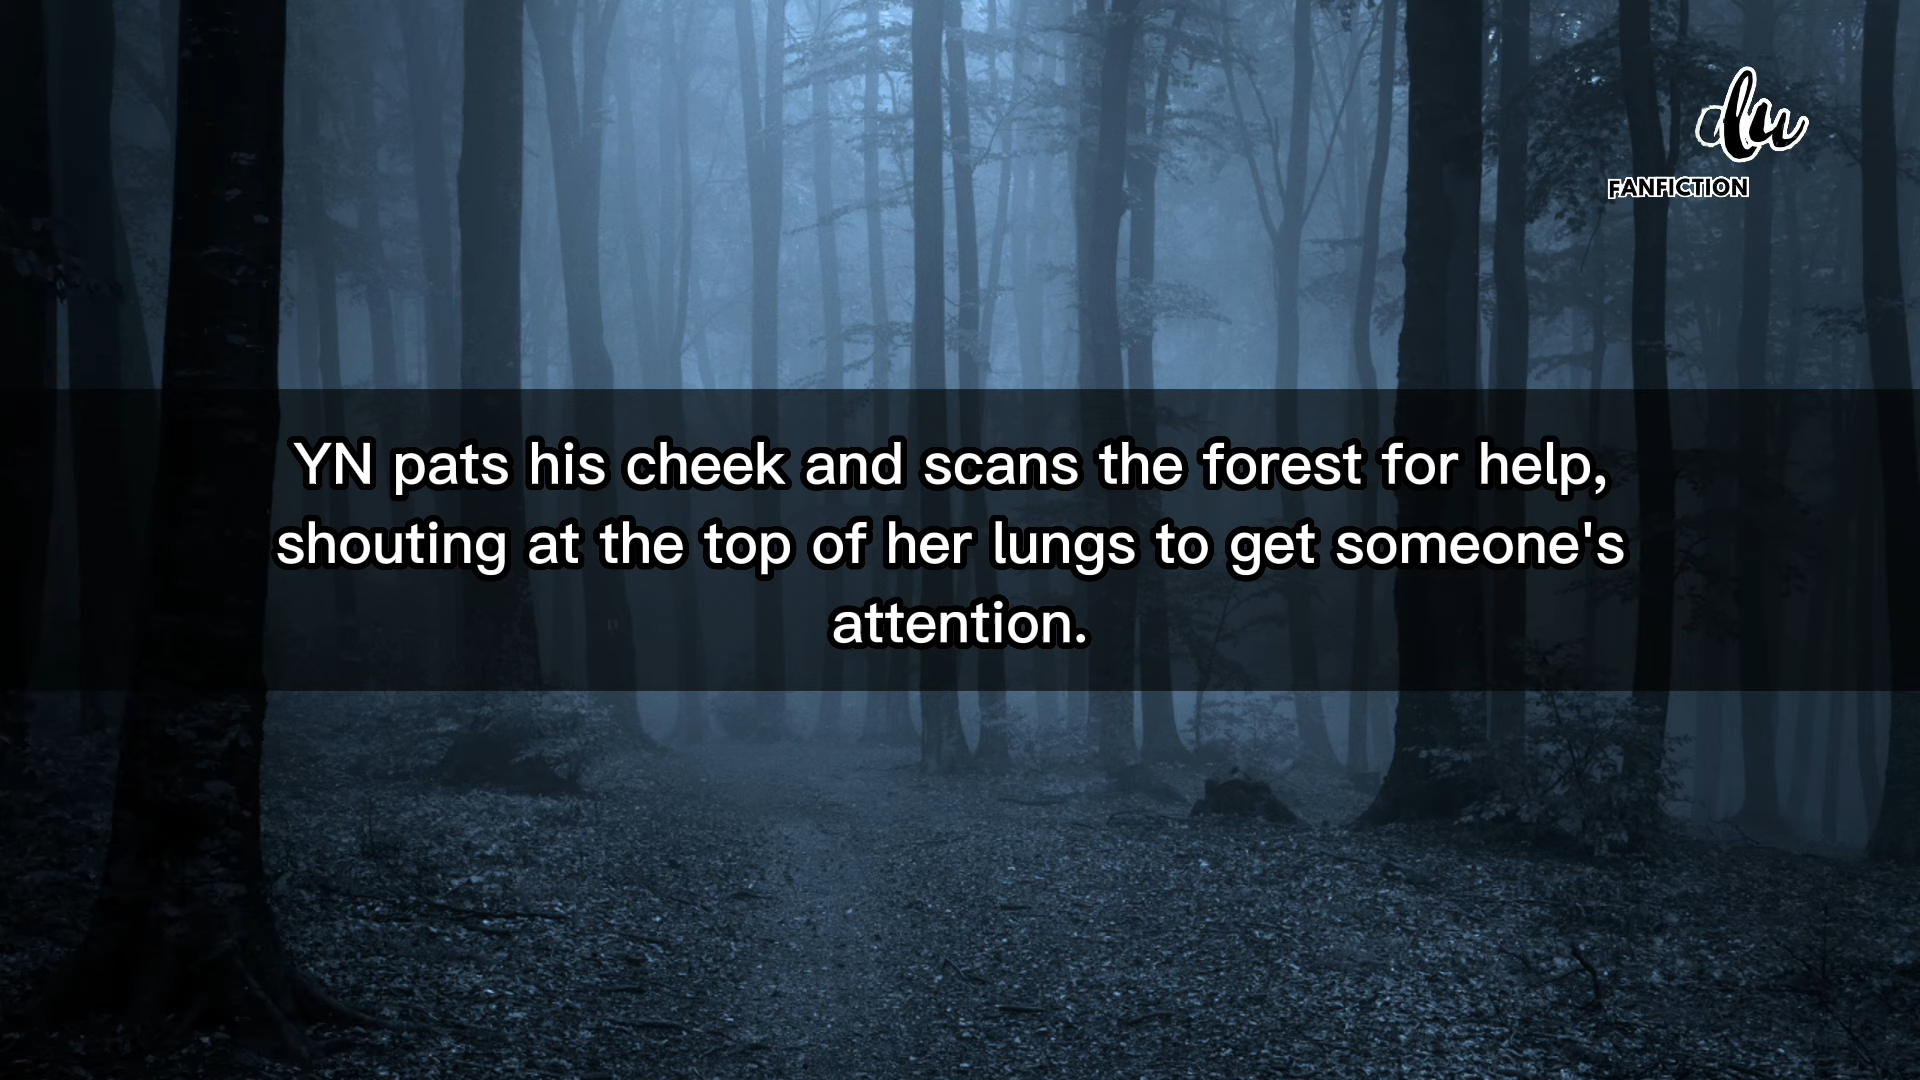 du
FANFICTION
YN pats his cheek and scans the forest for help,
shouting at the top of her lungs to get someone's
attention.